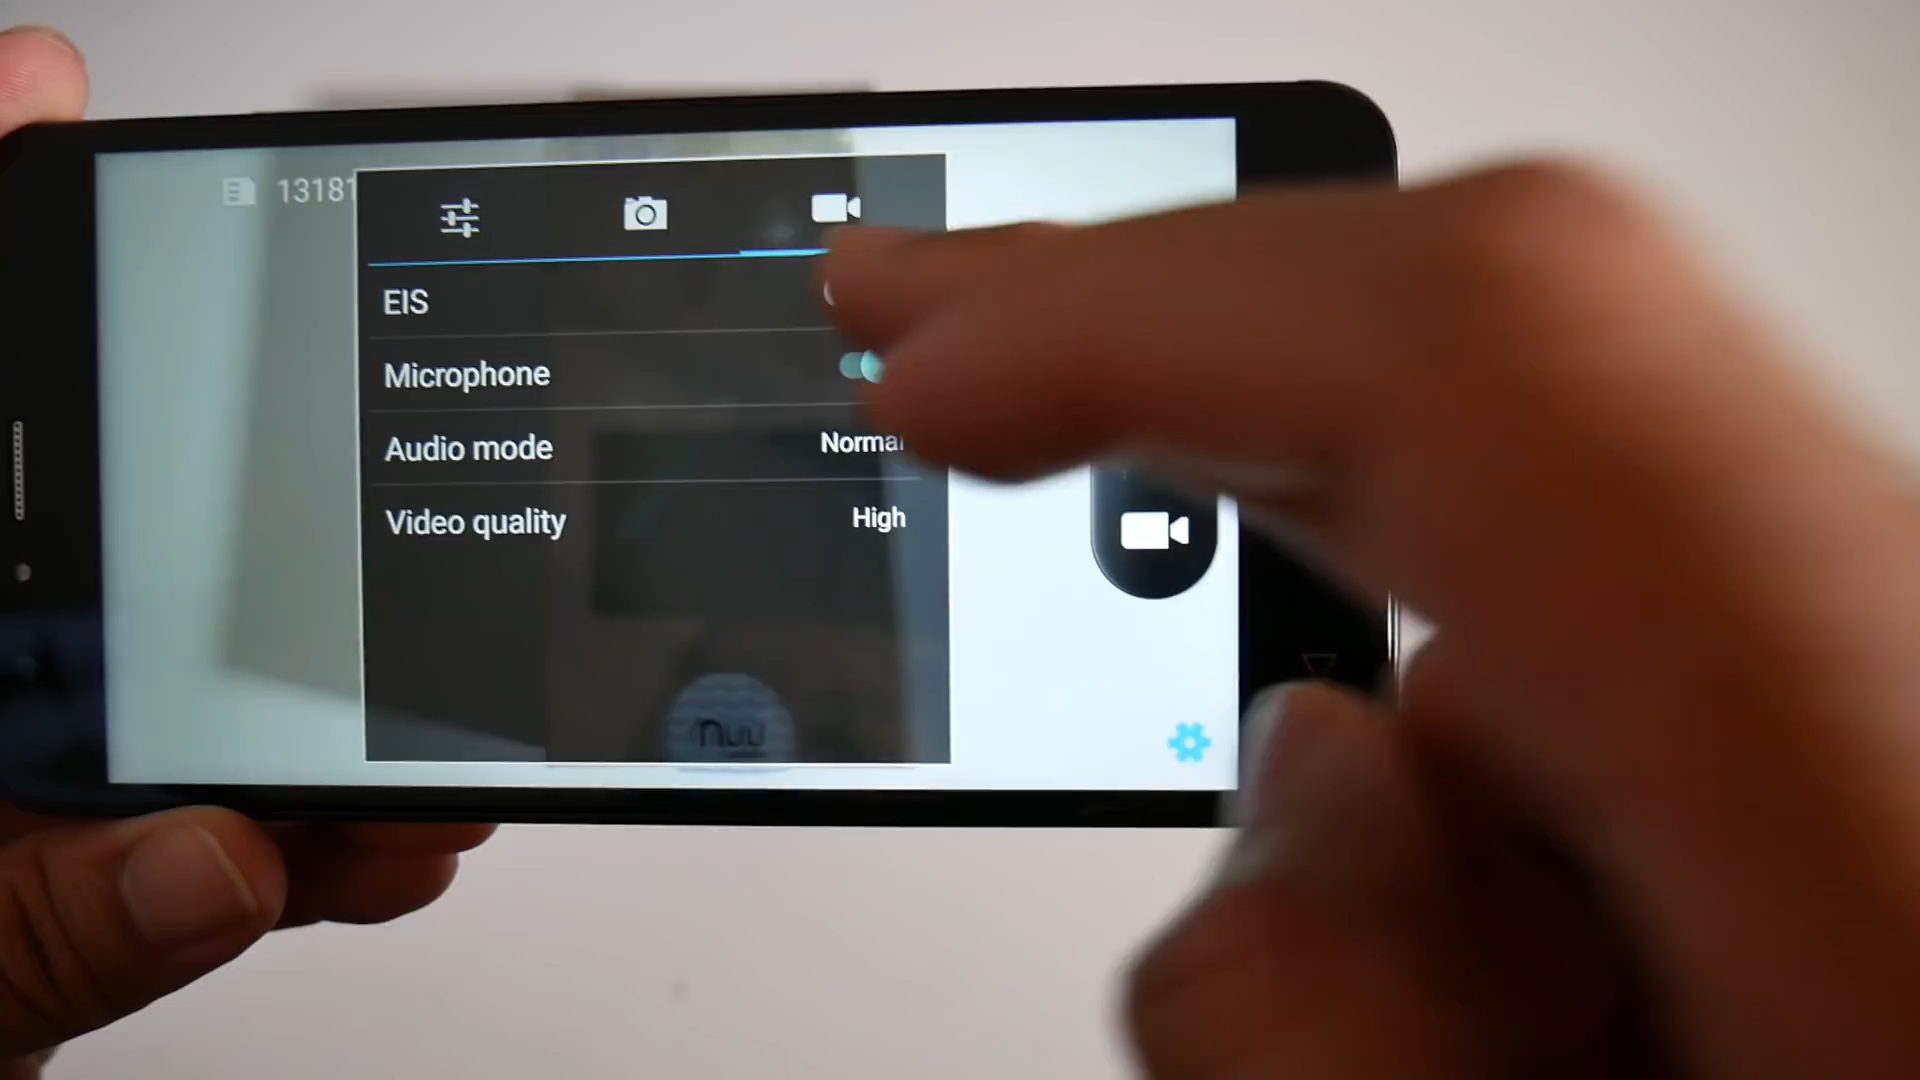 13181
EIS
Microphone
Audio mode Normal
Video quality High
nuu